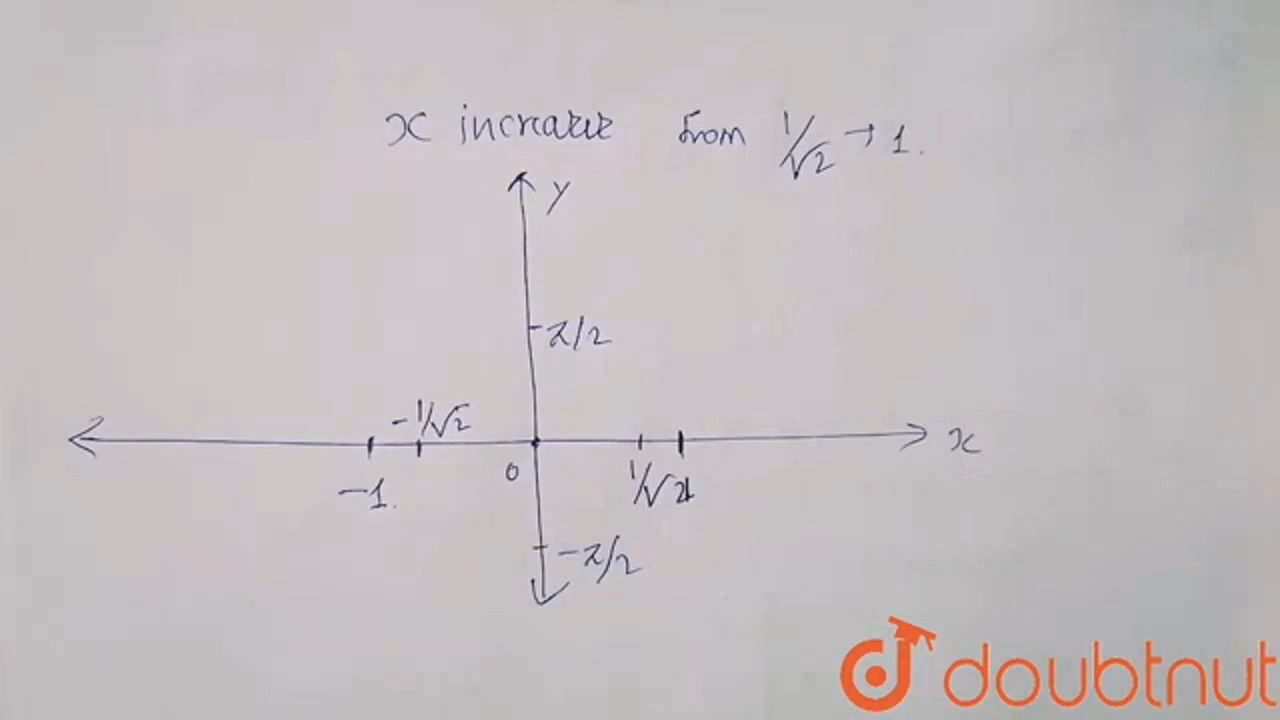 x increase from 1/√2 → 1.
y
π/2
-1/√2
x
0
1/√2
1
-1.
-π/2
doubtnut